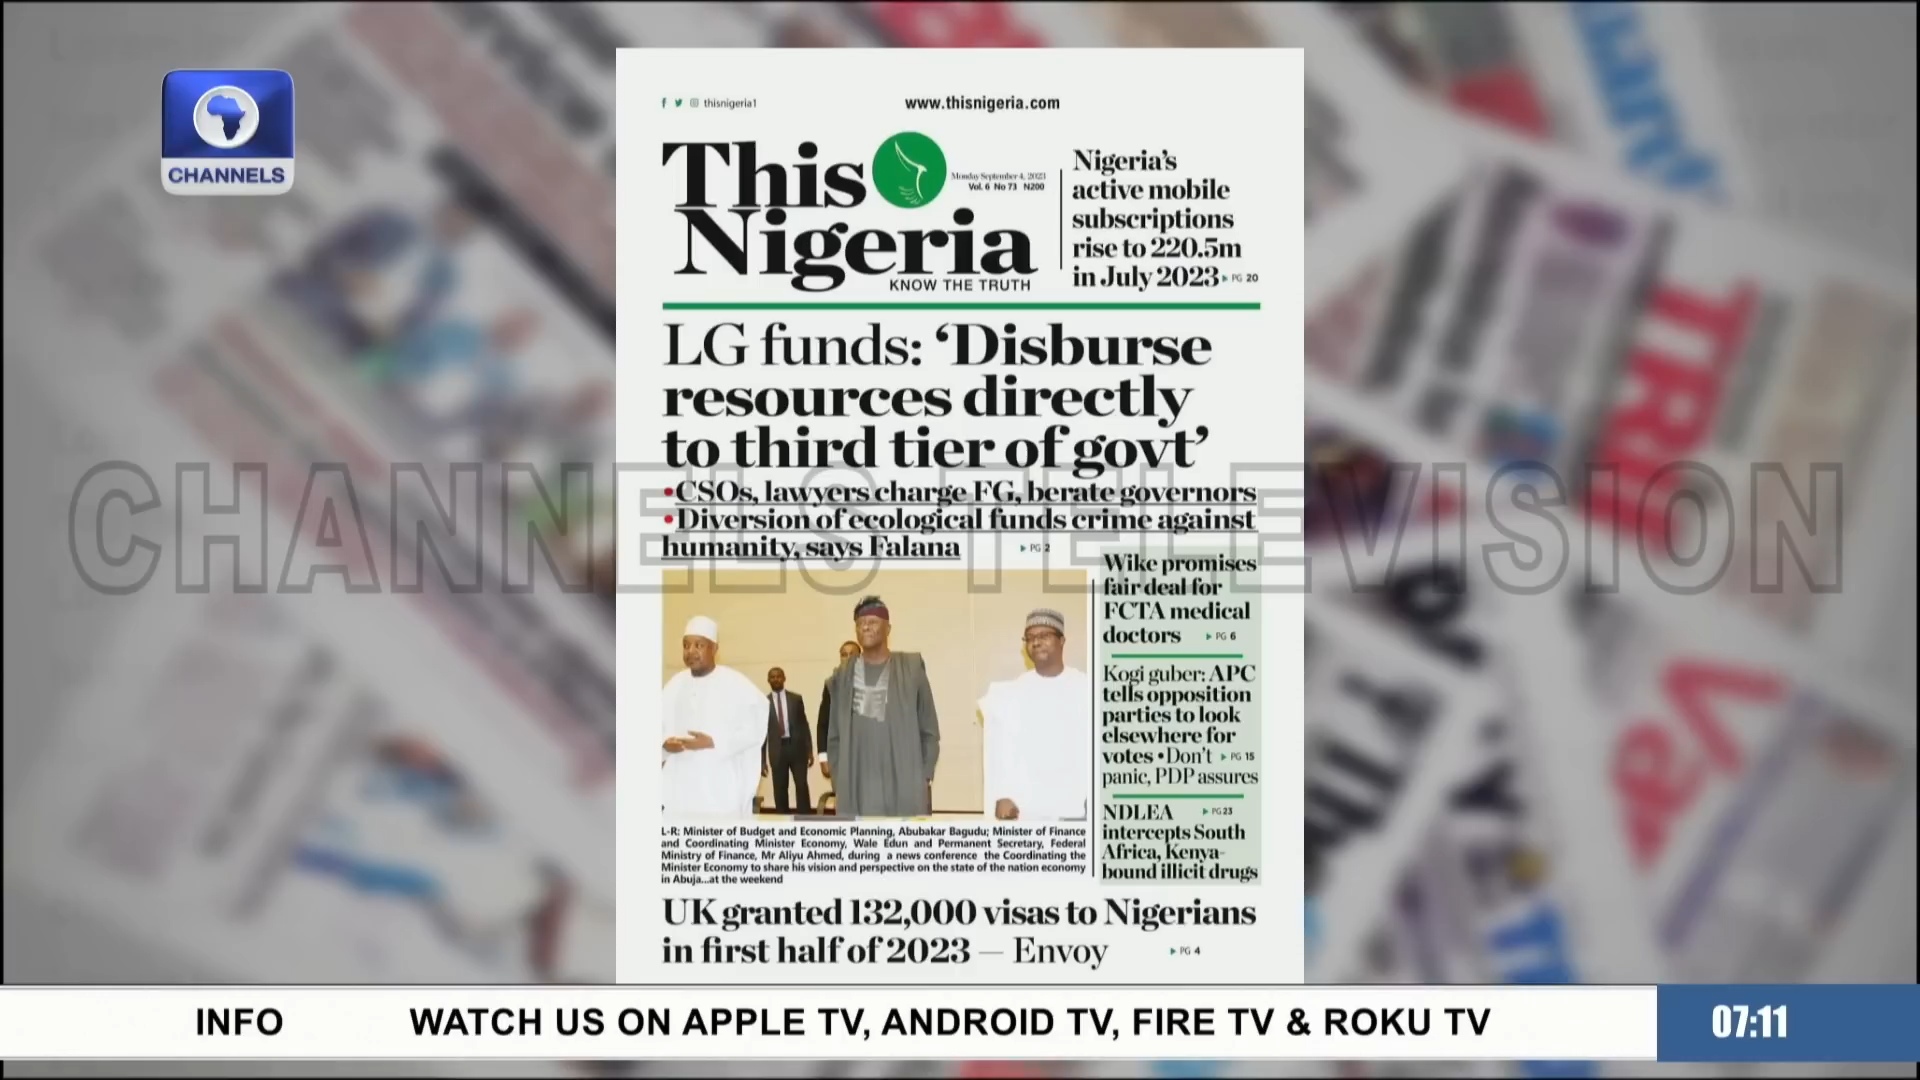 CHANNELS
thisnigeria1
www.thisnigeria.com
This
Nigeria
KNOW THE TRUTH
Monday September 4, 2023
Vol. 6 No 73 N200
Nigeria's
active mobile
subscriptions
rise to 220.5m
in July 2023 PG 20
LG funds: ‘Disburse
resources directly
to third tier of govt’
•CSOs, lawyers charge FG, berate governors
•Diversion of ecological funds crime against
humanity, says Falana PG 2
CHANNELS TELEVISION
Wike promises
fair deal for
FCTA medical
doctors PG 6
Kogi guber: APC
tells opposition
parties to look
elsewhere for
votes •Don't PG 15
panic, PDP assures
NDLEA PG 23
intercepts South
Africa, Kenya-
bound illicit drugs
L-R: Minister of Budget and Economic Planning, Abubakar Bagudu; Minister of Finance
and Coordinating Minister Economy, Wale Edun and Permanent Secretary, Federal
Ministry of Finance, Mr Aliyu Ahmed, during a news conference the Coordinating the
Minister Economy to share his vision and perspective on the state of the nation economy
in Abuja...at the weekend
UK granted 132,000 visas to Nigerians
in first half of 2023 — Envoy PG 4
INFO WATCH US ON APPLE TV, ANDROID TV, FIRE TV & ROKU TV
07:11